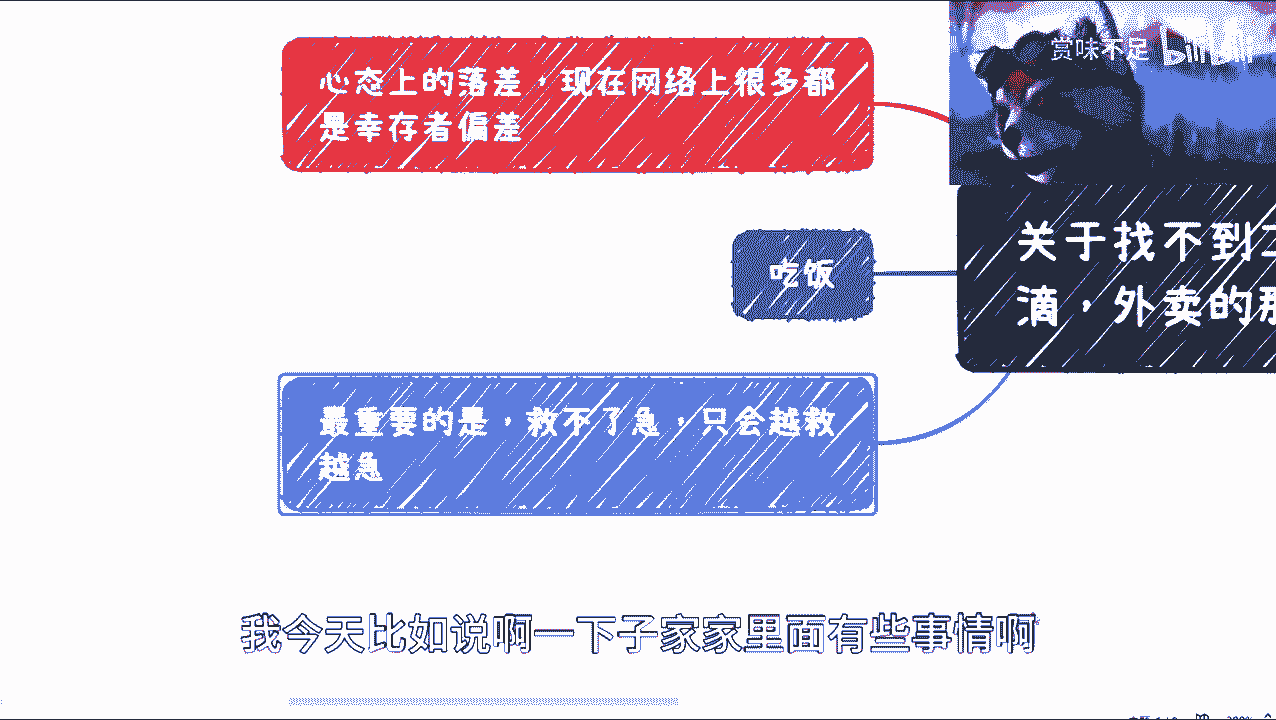 心态上的落差，现在网络上很多都
是幸存者偏差
赏味不足 bilibili
关于找不到
滴，外卖的那
吃饭
最重要的是，救不了急，只会越救
越急
我今天比如说啊一下子家家里面有些事情啊